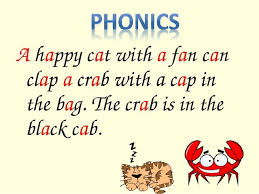 PHONICS
A happy cat with a fan can
clap a crab with a cap in
the bag. The crab is in the
black cab.
z
z
z